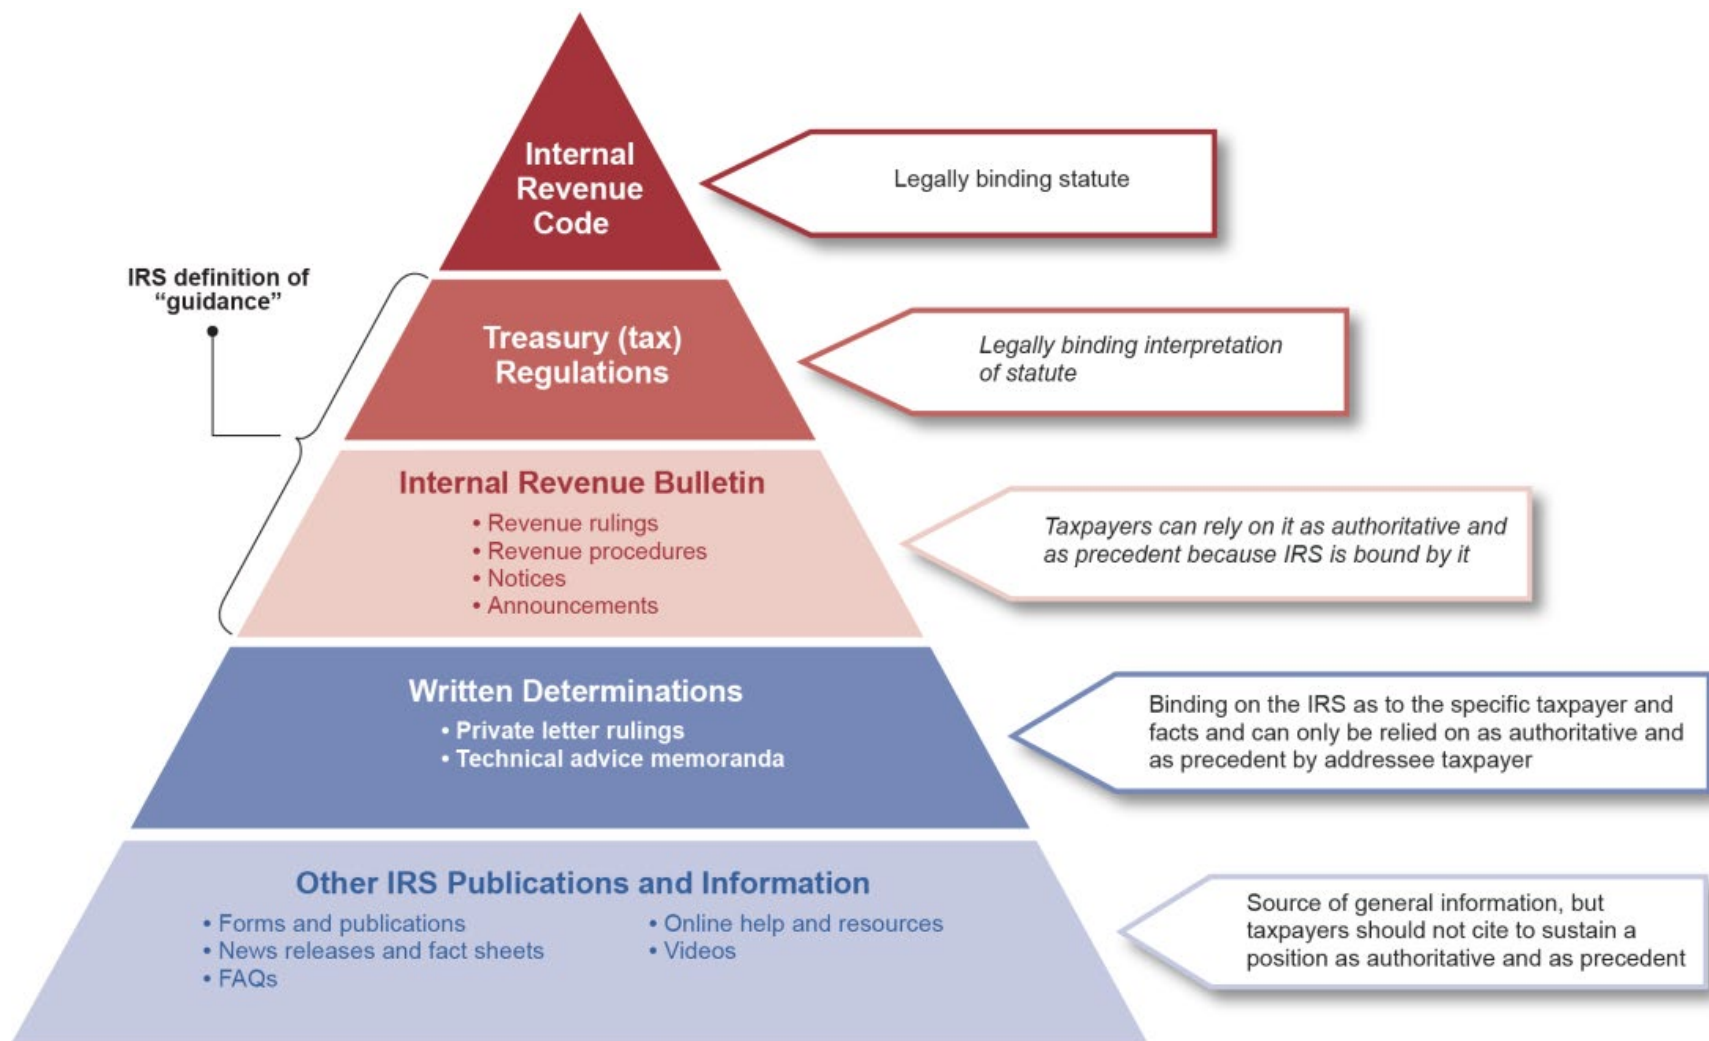 Internal
Revenue
Code
Legally binding statute
IRS definition of
“guidance”
Treasury (tax)
Regulations
Legally binding interpretation
of statute
Internal Revenue Bulletin
• Revenue rulings
• Revenue procedures
• Notices
• Announcements
Taxpayers can rely on it as authoritative and
as precedent because IRS is bound by it
Written Determinations
• Private letter rulings
• Technical advice memoranda
Binding on the IRS as to the specific taxpayer and
facts and can only be relied on as authoritative and
as precedent by addressee taxpayer
Other IRS Publications and Information
• Forms and publications
• News releases and fact sheets
• FAQs
• Online help and resources
• Videos
Source of general information, but
taxpayers should not cite to sustain a
position as authoritative and as precedent